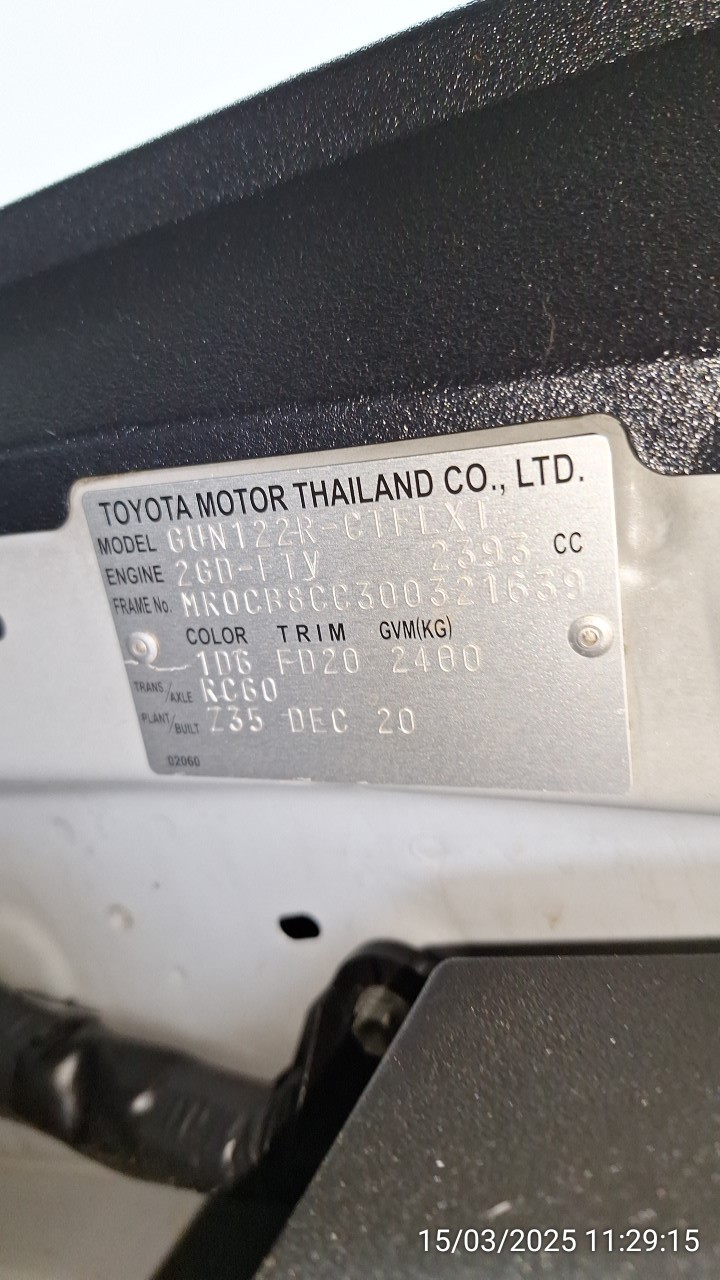 TOYOTA MOTOR THAILAND CO., LTD.
MODEL GUN122R-CTFLXT
ENGINE 2GD-FTV 2393 CC
FRAME No. MR0CB8CC300321639
COLOR TRIM GVM(KG)
1D6 FD20 2400
TRANS/AXLE RC60
PLANT/BUILT Z35 DEC 20
02060
15/03/2025 11:29:15